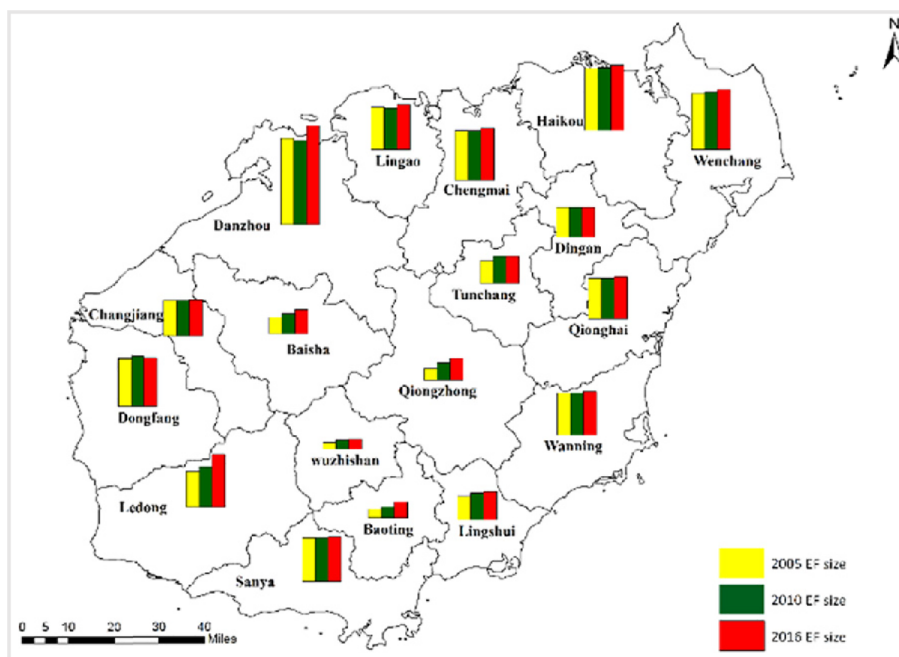 N
Haikou
Lingao
Wenchang
Chengmai
Danzhou
Dingan
Tunchang
Changjiang
Qionghai
Baisha
Qiongzhong
Dongfang
Wanning
wuzhishan
Ledong
Baoting
Lingshui
Sanya
2005 EF size
2010 EF size
2016 EF size
0 5 10 20 30 40
Miles